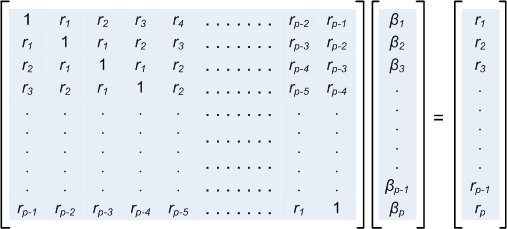 1 r₁ r₂ r₃ r₄ . . . . . . . rₚ₋₂ rₚ₋₁ β₁ r₁
r₁ 1 r₁ r₂ r₃ . . . . . . . rₚ₋₃ rₚ₋₂ β₂ r₂
r₂ r₁ 1 r₁ r₂ . . . . . . . rₚ₋₄ rₚ₋₃ β₃ r₃
r₃ r₂ r₁ 1 r₂ . . . . . . . rₚ₋₅ rₚ₋₄ . .
. . . . . . . . . . . . . . . .
. . . . . . . . . . . . . . . = .
. . . . . . . . . . . . . . . .
. . . . . . . . . . . . . . βₚ₋₁ rₚ₋₁
rₚ₋₁ rₚ₋₂ rₚ₋₃ rₚ₋₄ rₚ₋₅ . . . . . . . r₁ 1 βₚ rₚ